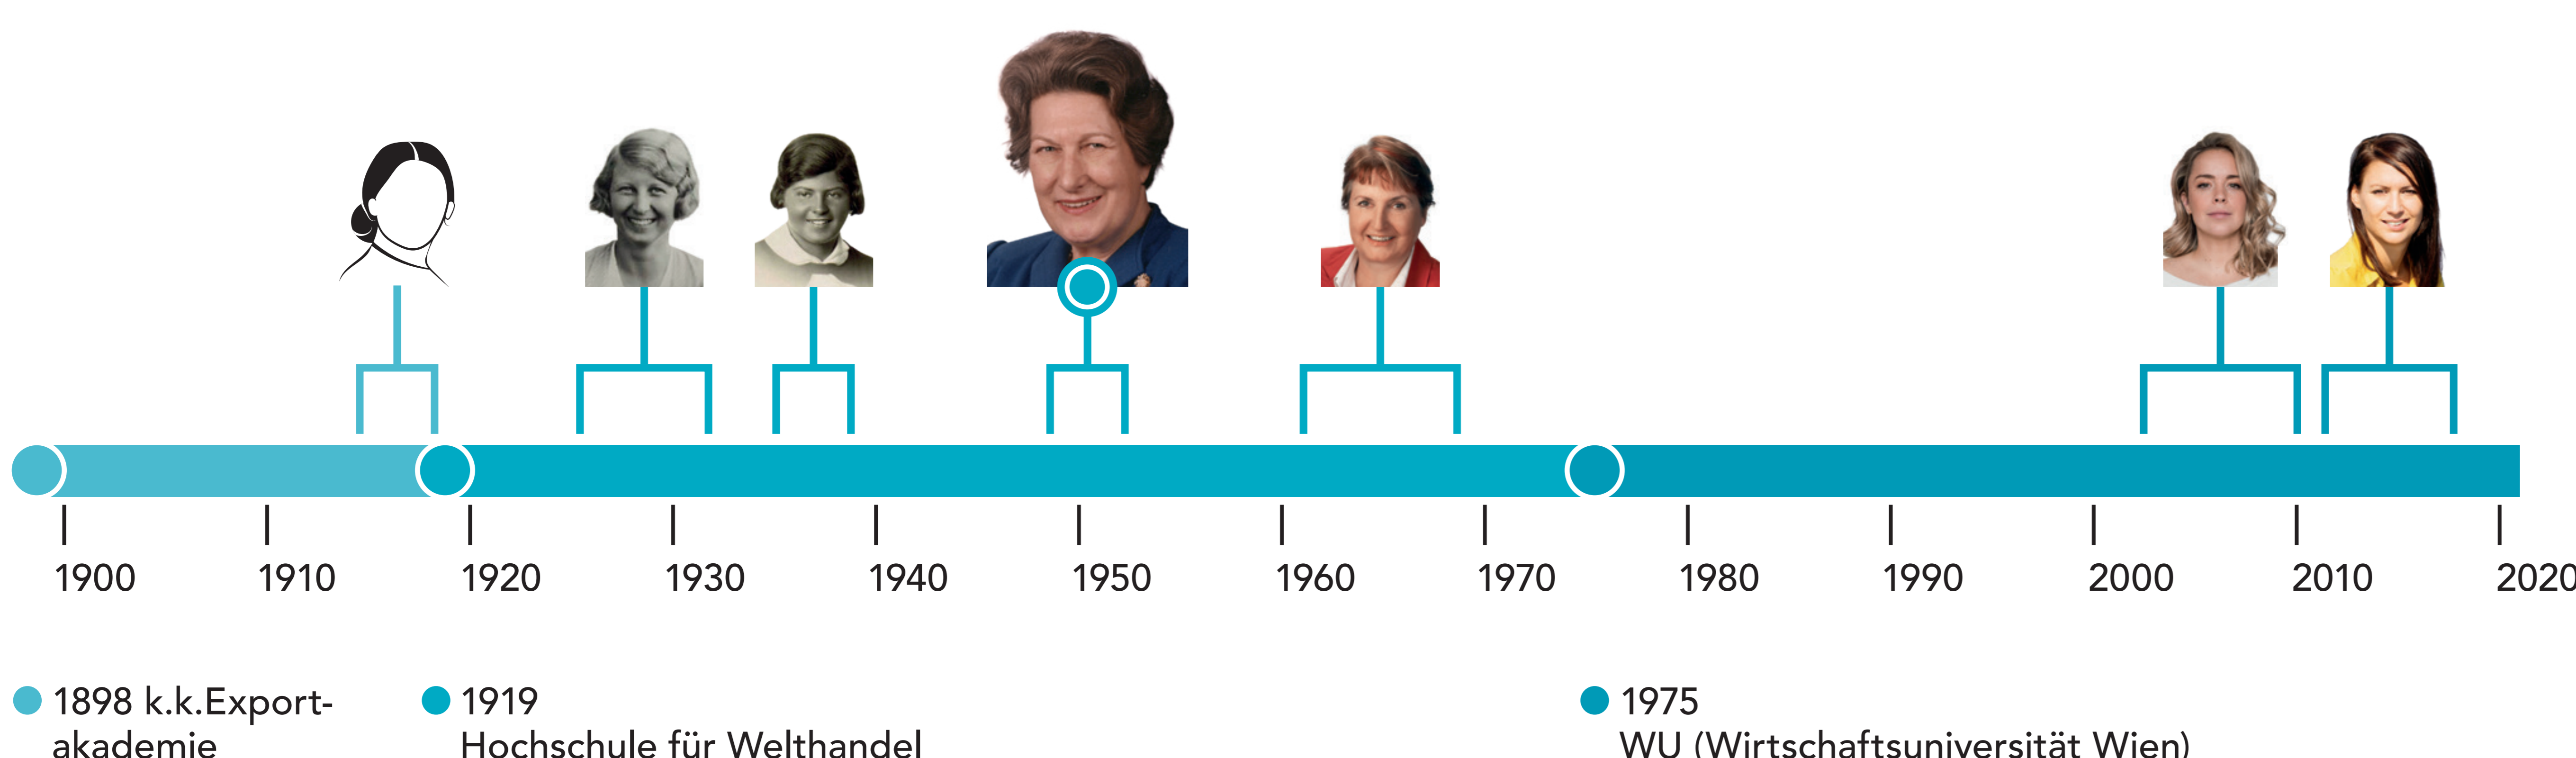 1900 1910 1920 1930 1940 1950 1960 1970 1980 1990 2000 2010 2020
1898 k.k.Export-
akademie
1919
Hochschule für Welthandel
1975
WU (Wirtschaftsuniversität Wien)